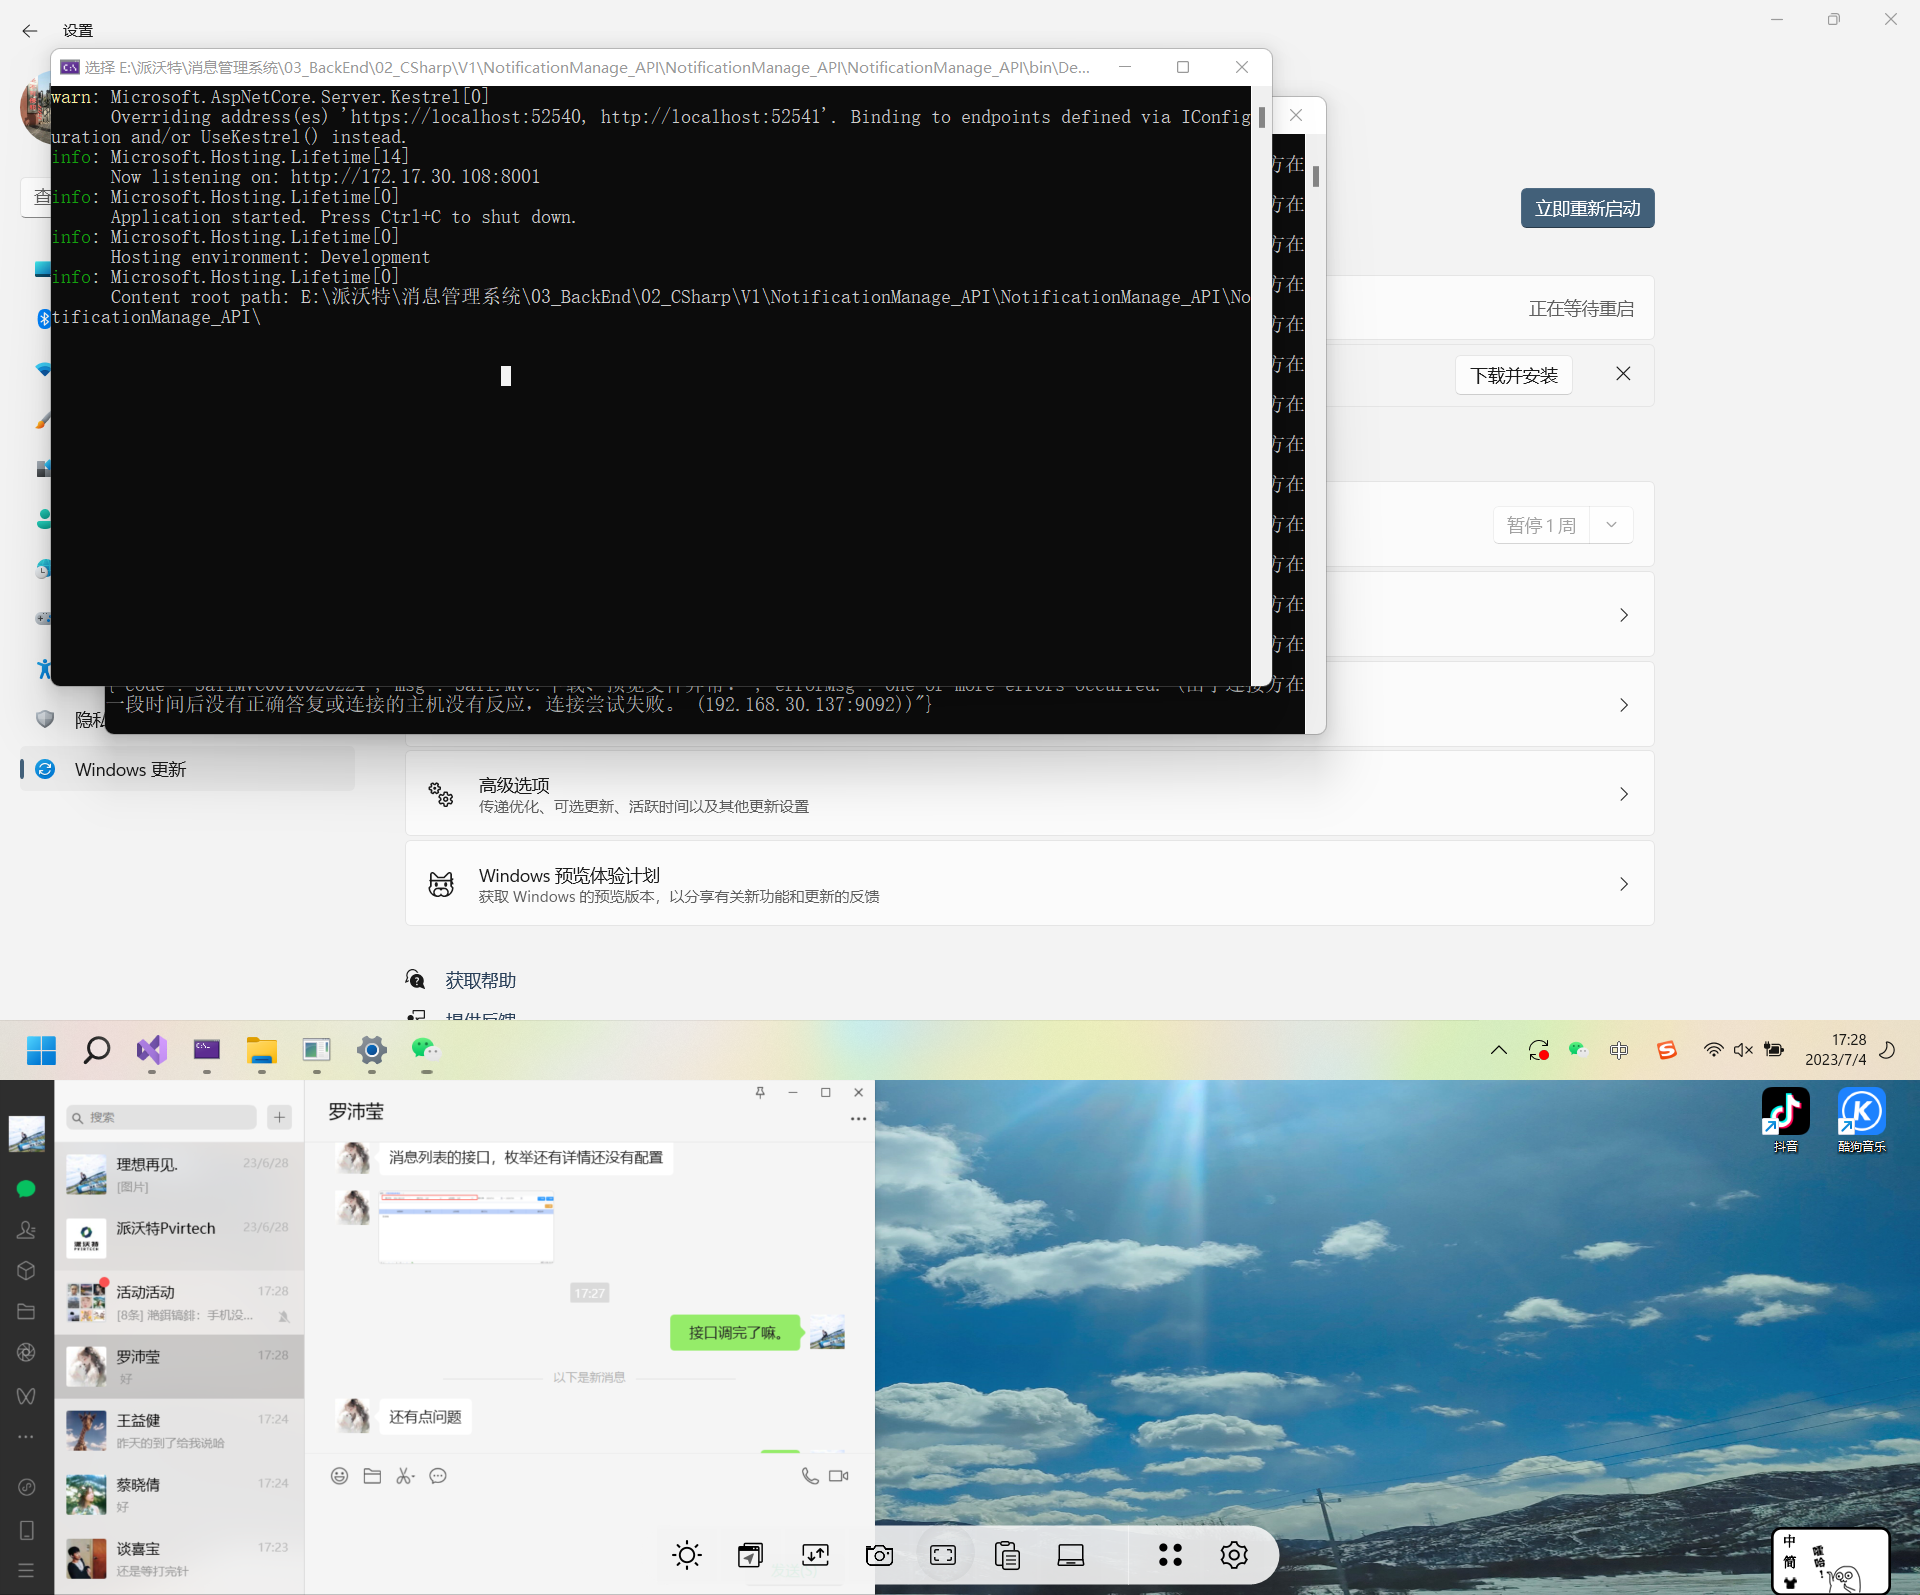 设置
选择 E:\派沃特\消息管理系统\03_BackEnd\02_CSharp\V1\NotificationManage_API\NotificationManage_API\NotificationManage_API\bin\De...
warn: Microsoft.AspNetCore.Server.Kestrel[0]
Overriding address(es) 'https://localhost:52540, http://localhost:52541'. Binding to endpoints defined via IConfig
uration and/or UseKestrel() instead.
info: Microsoft.Hosting.Lifetime[14]
Now listening on: http://172.17.30.108:8001
info: Microsoft.Hosting.Lifetime[0]
Application started. Press Ctrl+C to shut down.
info: Microsoft.Hosting.Lifetime[0]
Hosting environment: Development
info: Microsoft.Hosting.Lifetime[0]
Content root path: E:\派沃特\消息管理系统\03_BackEnd\02_CSharp\V1\NotificationManage_API\NotificationManage_API\No
tificationManage_API\
查
方在
方在
方在
方在
方在
方在
方在
方在
方在
方在
方在
方在
方在
方在
一段时间后没有正确答复或连接的主机没有反应，连接尝试失败。 (192.168.30.137:9092))"}
立即重新启动
正在等待重启
下载并安装
暂停 1 周
隐私
Windows 更新
高级选项
传递优化、可选更新、活跃时间以及其他更新设置
Windows 预览体验计划
获取 Windows 的预览版本，以分享有关新功能和更新的反馈
获取帮助
提供反馈
中
17:28
2023/7/4
搜索
理想再见.
23/6/28
[图片]
派沃特Pvirtech
23/6/28
派沃特
PVIRTECH
活动活动
17:28
手机没...
罗沛莹
17:28
好
王益健
17:24
昨天的到了给我说哈
蔡晓倩
17:24
好
谈喜宝
17:23
还是等打完针
罗沛莹
消息列表的接口，枚举还有详情还没有配置
17:27
接口调完了嘛。
以下是新消息
还有点问题
发送(S)
抖音
酷狗音乐
中
简